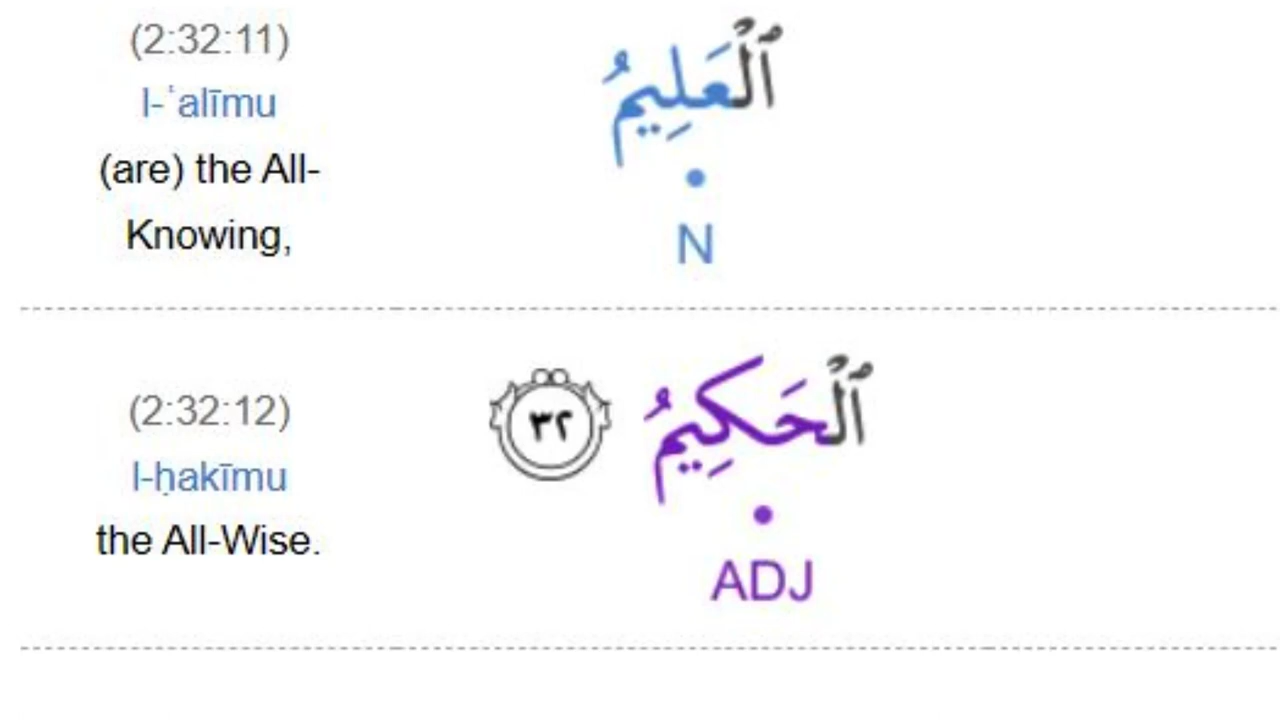 (2:32:11)
l-ʿalīmu
(are) the All-
Knowing,
ٱلْعَلِيمُ
N
(2:32:12)
l-ḥakīmu
the All-Wise.
ٱلْحَكِيمُ ٣٢
ADJ